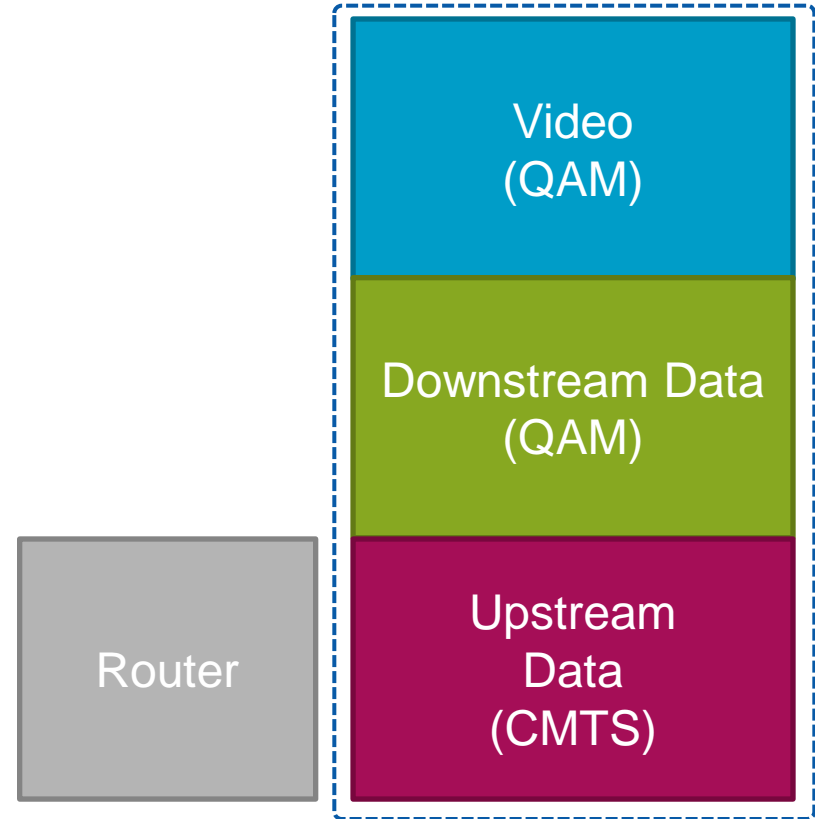 Video
(QAM)
Downstream Data
(QAM)
Router
Upstream
Data
(CMTS)